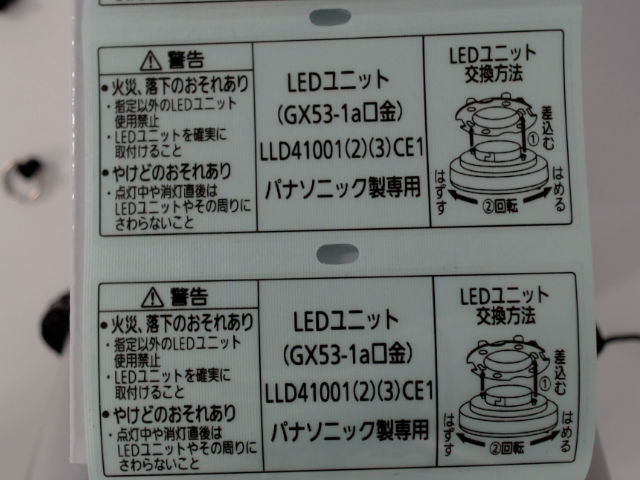 警告
•火災、落下のおそれあり
・指定以外のLEDユニット
使用禁止
・LEDユニットを確実に
取付けること
•やけどのおそれあり
・点灯中や消灯直後は
LEDユニットやその周りに
さわらないこと
LEDユニット
(GX53-1a口金)
LLD41001(2)(3)CE1
パナソニック製専用
LEDユニット
交換方法
差込む
①
はずす
②回転
はめる
警告
•火災、落下のおそれあり
・指定以外のLEDユニット
使用禁止
・LEDユニットを確実に
取付けること
•やけどのおそれあり
・点灯中や消灯直後は
LEDユニットやその周りに
さわらないこと
LEDユニット
(GX53-1a口金)
LLD41001(2)(3)CE1
パナソニック製専用
LEDユニット
交換方法
差込む
①
はずす
②回転
はめる